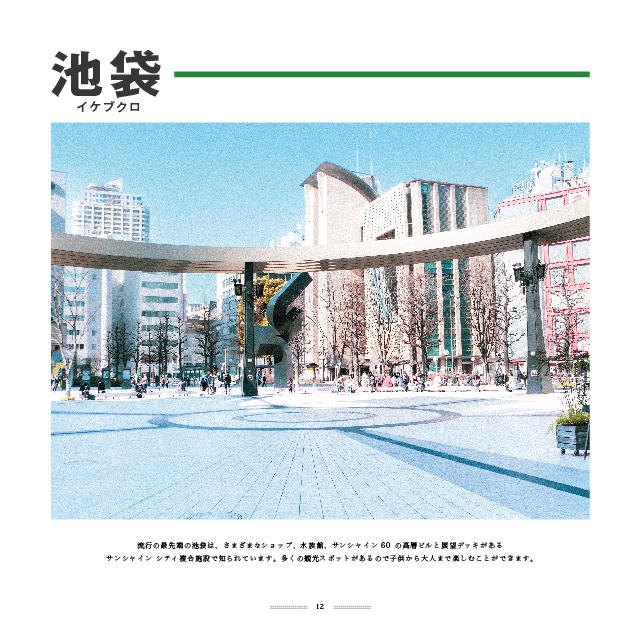 池袋
イケブクロ
流行の最先端の池袋は、さまざまなショップ、水族館、サンシャイン60 の高層ビルと展望デッキがある
サンシャイン シティ複合施設で知られています。多くの観光スポットがあるので子供から大人まで楽しむことができます。
12